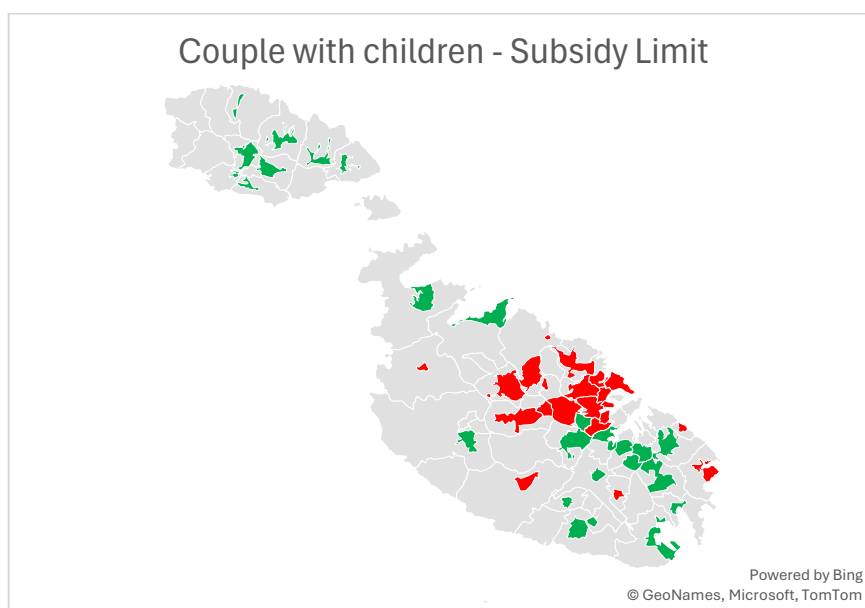 Couple with children - Subsidy Limit
Powered by Bing
© GeoNames, Microsoft, TomTom